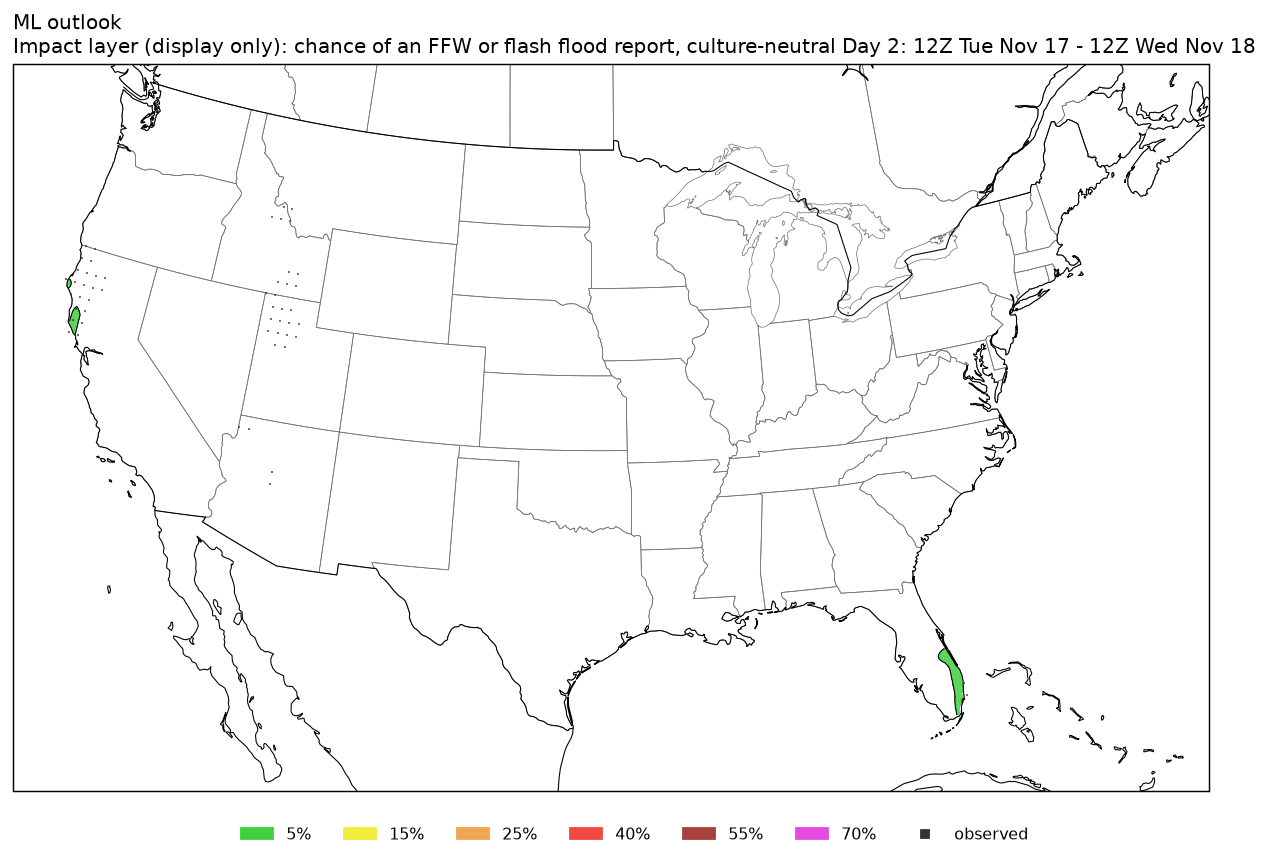 ML outlook
Impact layer (display only): chance of an FFW or flash flood report, culture-neutral Day 2: 12Z Tue Nov 17 - 12Z Wed Nov 18
5% 15% 25% 40% 55% 70% observed